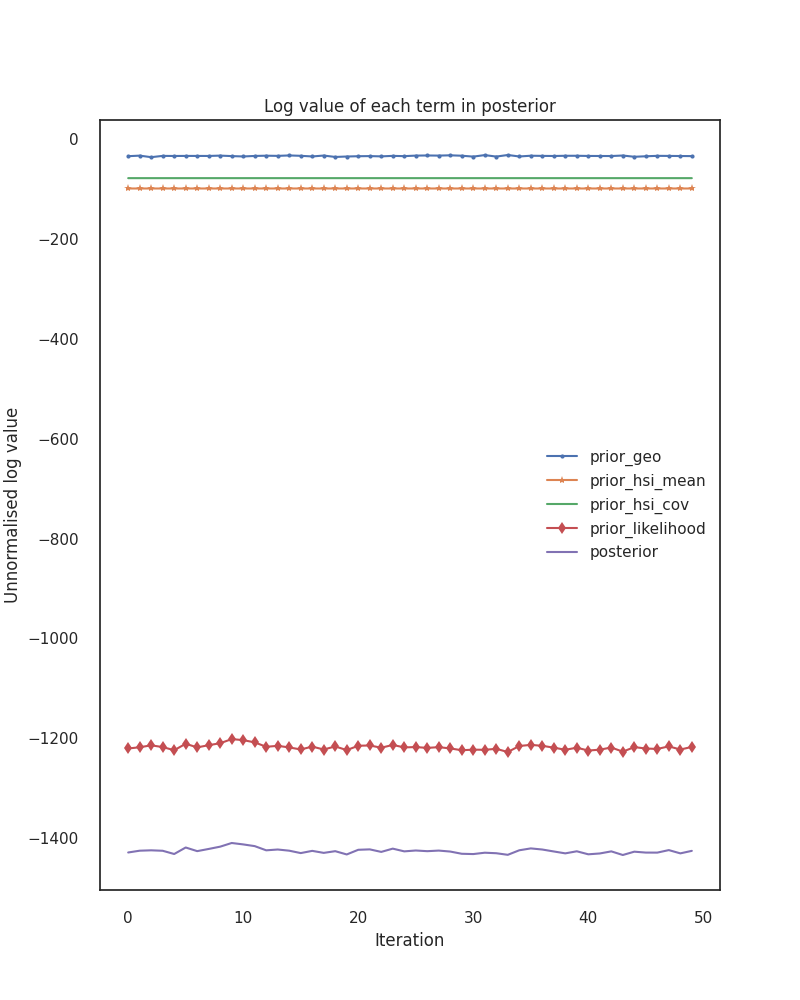 Log value of each term in posterior
0
−200
−400
−600
−800
−1000
−1200
−1400
Unnormalised log value
prior_geo
prior_hsi_mean
prior_hsi_cov
prior_likelihood
posterior
0 10 20 30 40 50
Iteration